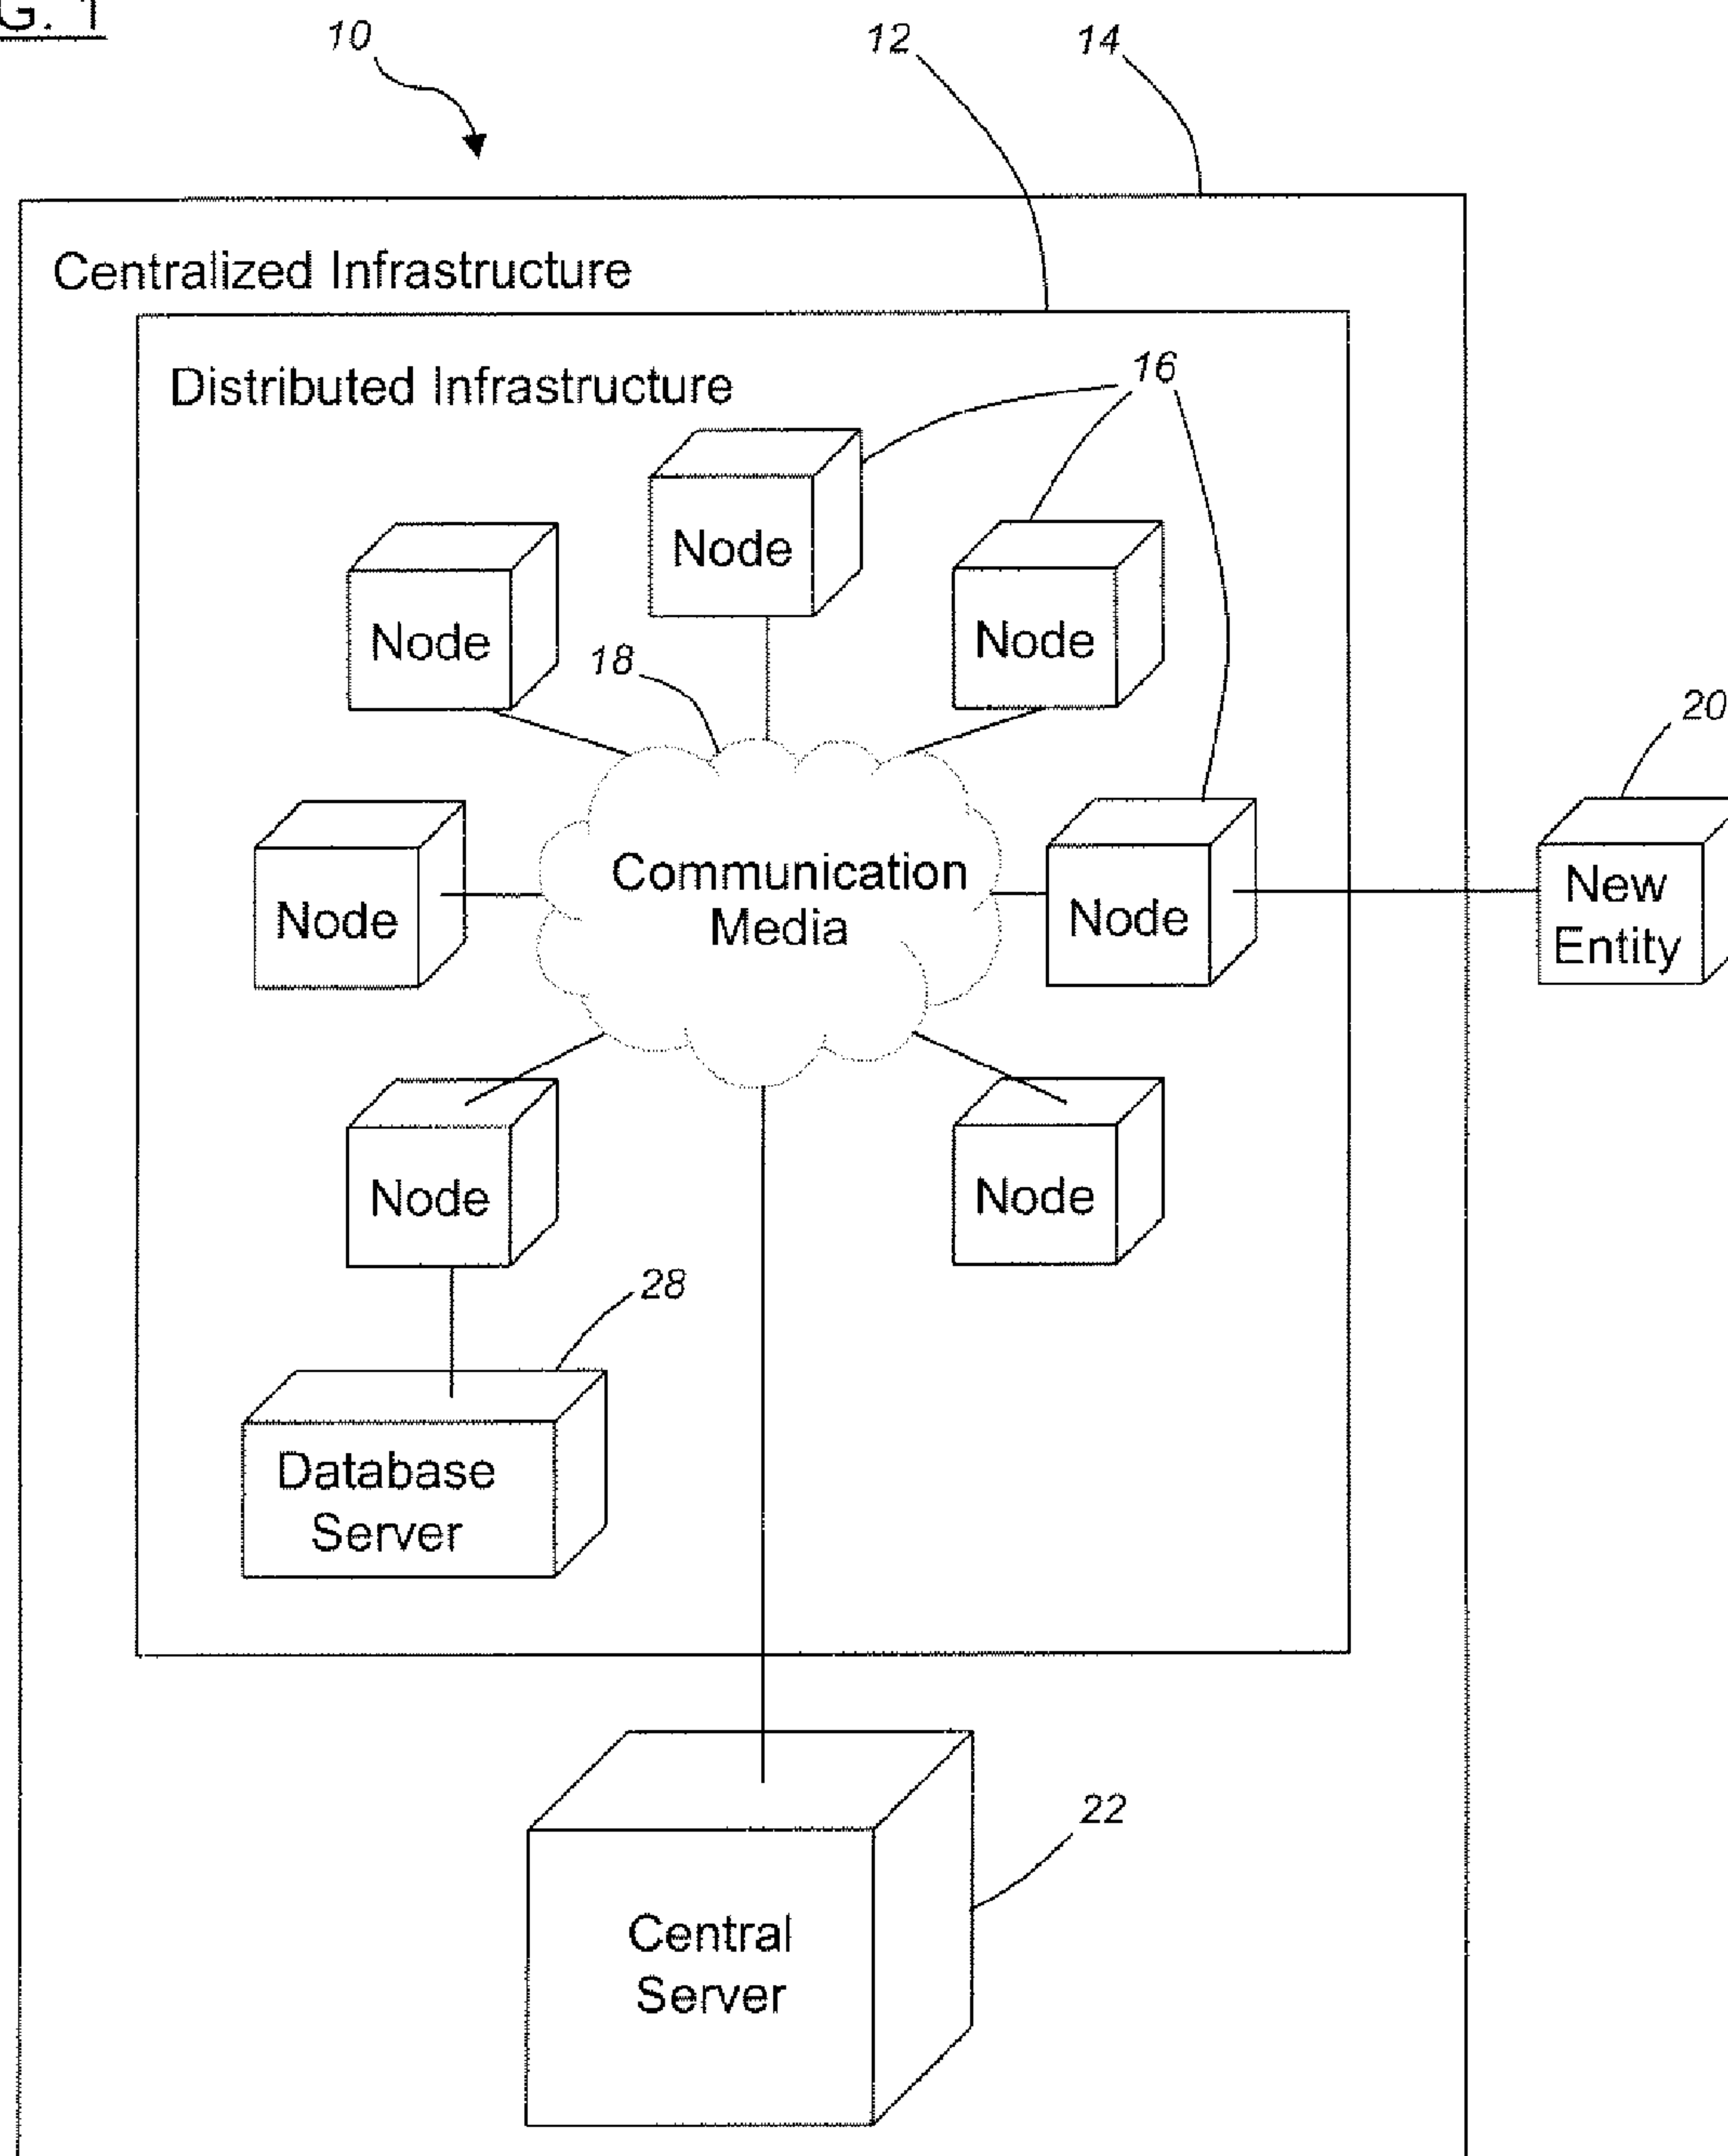 G. 1
10
12
14
Centralized Infrastructure
Distributed Infrastructure
16
Node
Node
Node
18
20
Communication
Media
Node
Node
New
Entity
Node
Node
28
Database
Server
22
Central
Server